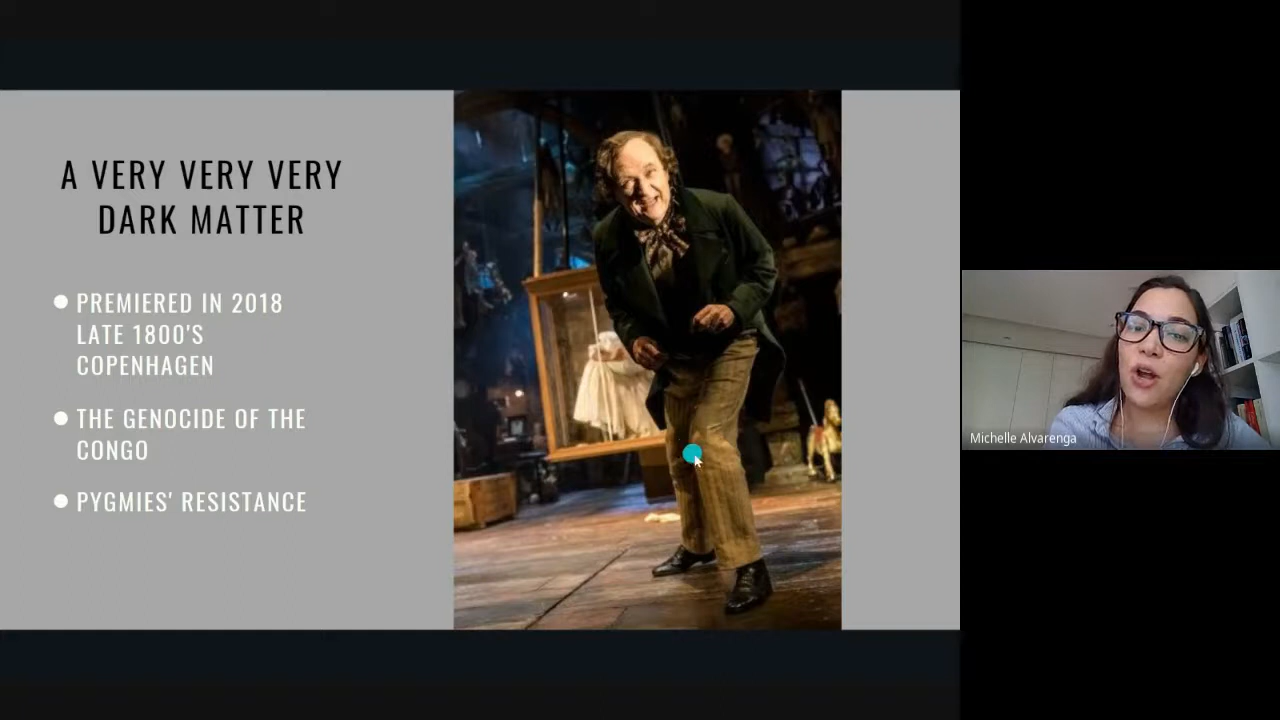 A VERY VERY VERY
DARK MATTER
PREMIERED IN 2018
LATE 1800'S
COPENHAGEN
THE GENOCIDE OF THE
CONGO
PYGMIES' RESISTANCE
Michelle Alvarenga